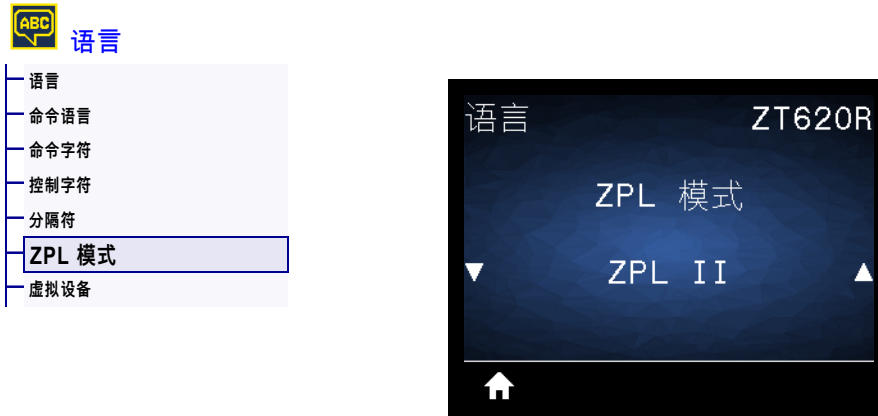 ABC
语言
语言
命令语言
命令字符
控制字符
分隔符
ZPL 模式
虚拟设备
语言 ZT620R
ZPL 模式
ZPL II